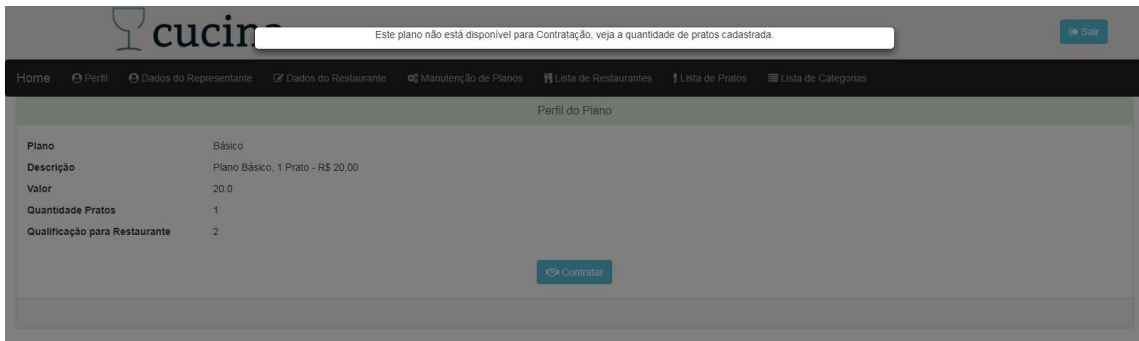 cucin
Este plano não está disponível para Contratação, veja a quantidade de pratos cadastrada.
Sair
Home Perfil Dados do Representante Dados do Restaurante Manutenção de Planos Lista de Restaurantes Lista de Pratos Lista de Categorias
Perfil do Plano
Plano Básico
Descrição Plano Básico, 1 Prato - R$ 20,00
Valor 20.0
Quantidade Pratos 1
Qualificação para Restaurante 2
Contratar